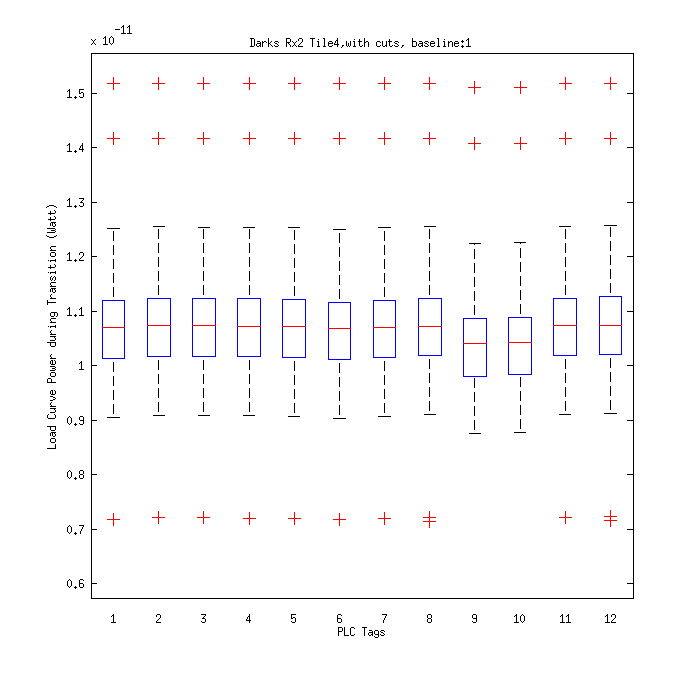 x 10^-11
Darks Rx2 Tile4,with cuts, baseline:1
Load Curve Power during Transition (Watt)
1.5
1.4
1.3
1.2
1.1
1
0.9
0.8
0.7
0.6
1 2 3 4 5 6 7 8 9 10 11 12
PLC Tags